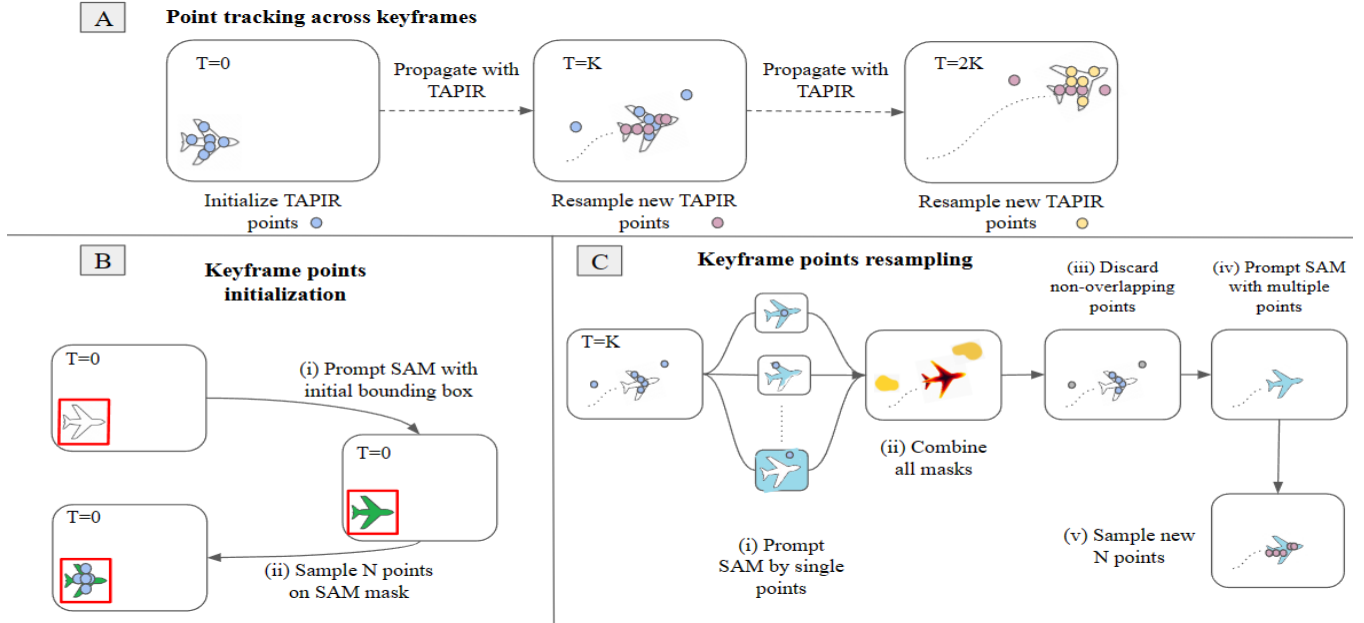 A
Point tracking across keyframes
T=0
Propagate with
TAPIR
T=K
Propagate with
TAPIR
T=2K
Initialize TAPIR
points
Resample new TAPIR
points
Resample new TAPIR
points
B
Keyframe points
initialization
T=0
(i) Prompt SAM with
initial bounding box
T=0
T=0
(ii) Sample N points
on SAM mask
C
Keyframe points resampling
T=K
(i) Prompt
SAM by single
points
(ii) Combine
all masks
(iii) Discard
non-overlapping
points
(iv) Prompt SAM
with multiple
points
(v) Sample new
N points